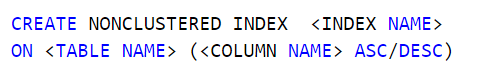 CREATE NONCLUSTERED INDEX  <INDEX NAME>
ON <TABLE NAME> (<COLUMN NAME> ASC/DESC)